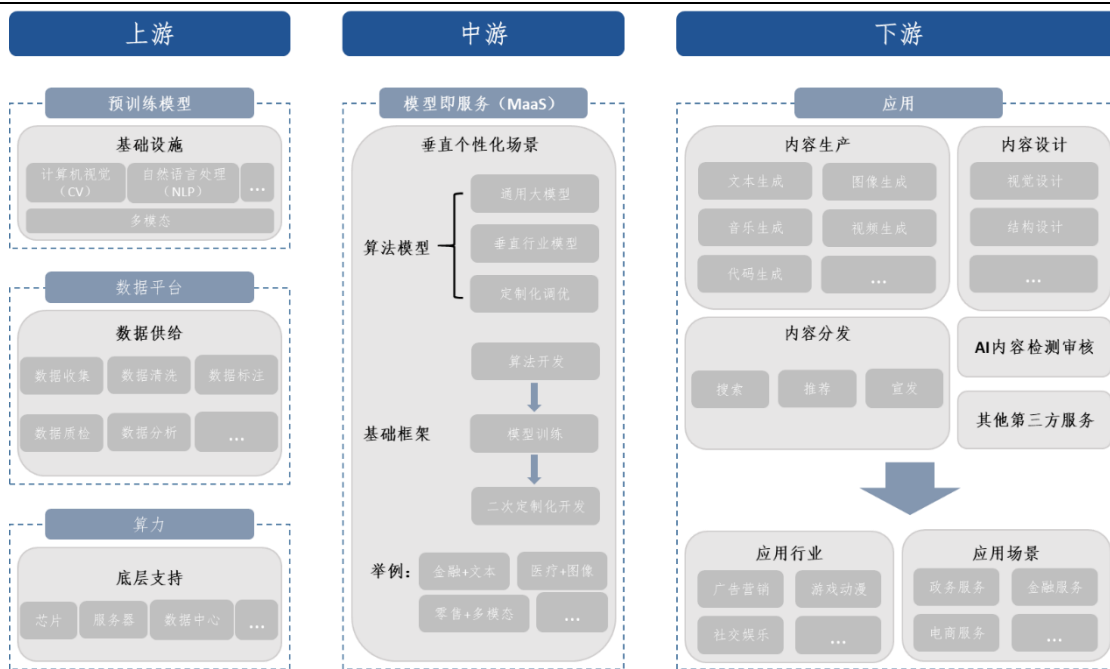 上游
预训练模型
基础设施
计算机视觉
（CV）
自然语言处理
（NLP）
...
多模态
数据平台
数据供给
数据收集
数据清洗
数据标注
数据质检
数据分析
...
算力
底层支持
芯片
服务器
数据中心
...
中游
模型即服务（MaaS）
垂直个性化场景
算法模型
通用大模型
垂直行业模型
定制化调优
基础框架
算法开发
模型训练
二次定制化开发
举例：
金融+文本
医疗+图像
零售+多模态
...
下游
应用
内容生产
文本生成
图像生成
音乐生成
视频生成
代码生成
...
内容设计
视觉设计
结构设计
...
内容分发
搜索
推荐
宣发
AI内容检测审核
其他第三方服务
应用行业
广告营销
游戏动漫
社交娱乐
...
应用场景
政务服务
金融服务
电商服务
...